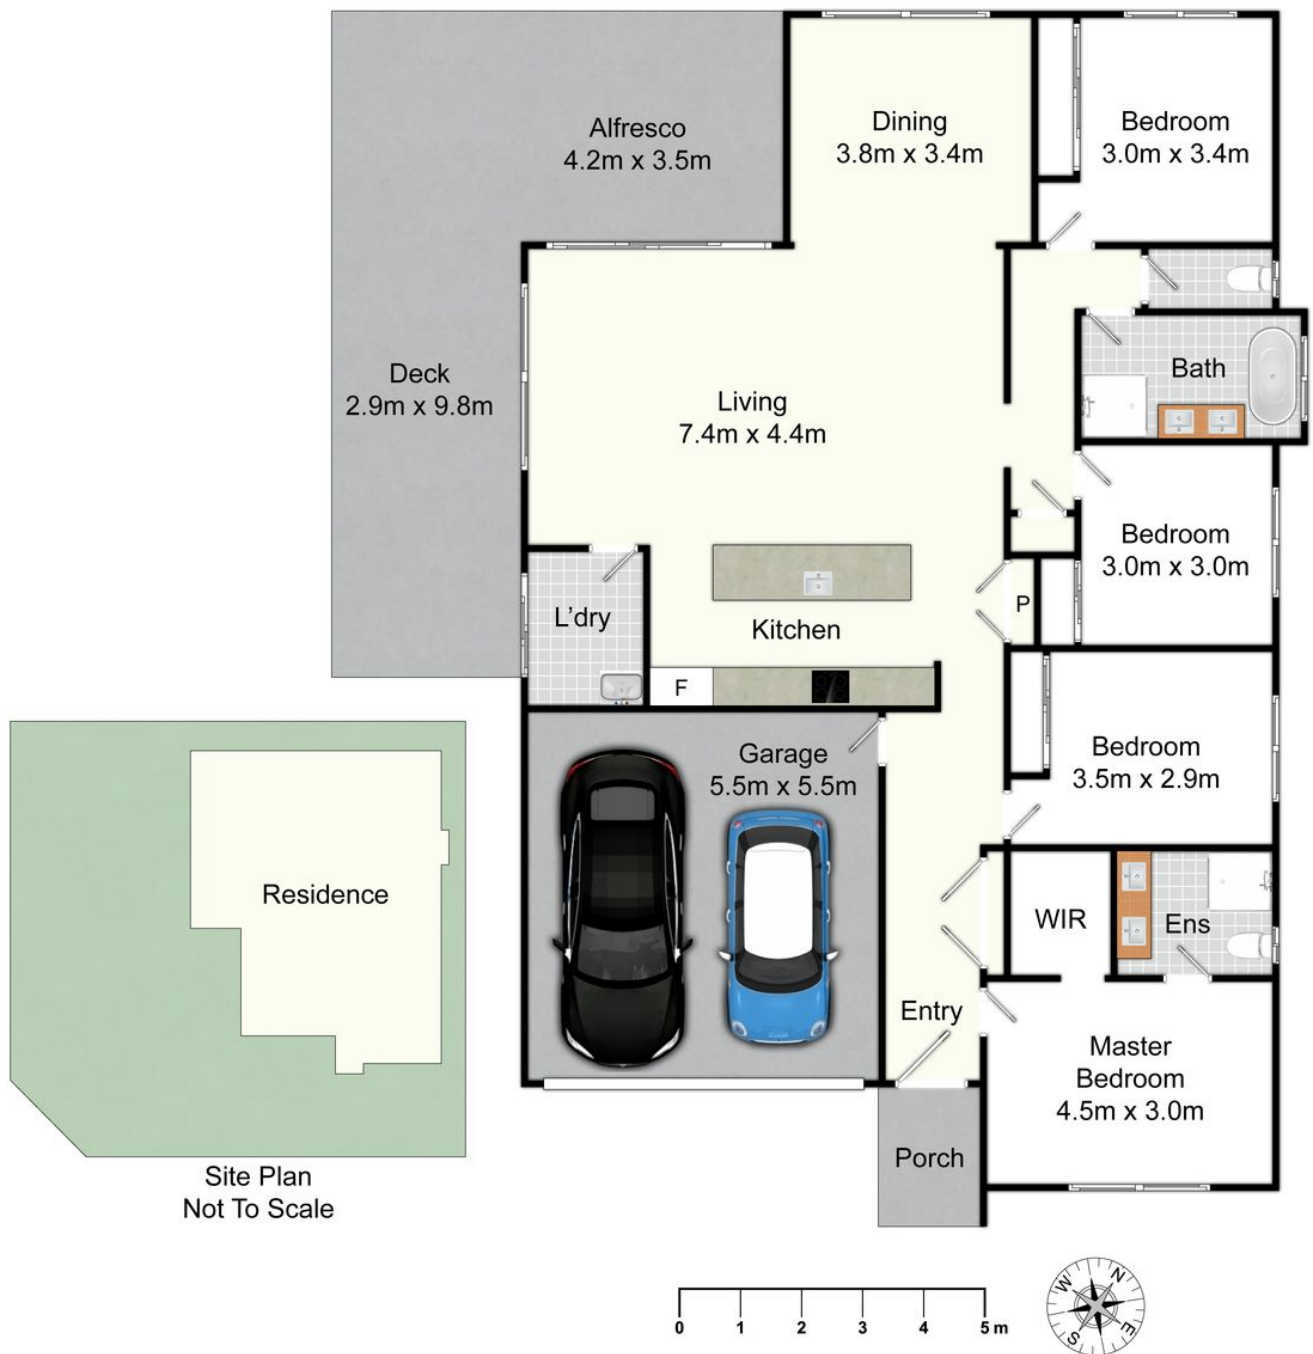 Alfresco
4.2m x 3.5m
Dining
3.8m x 3.4m
Bedroom
3.0m x 3.4m
Deck
2.9m x 9.8m
Living
7.4m x 4.4m
Bath
Bedroom
3.0m x 3.0m
L'dry
Kitchen
P
F
Garage
5.5m x 5.5m
Bedroom
3.5m x 2.9m
Residence
WIR
Ens
Entry
Master
Bedroom
4.5m x 3.0m
Porch
Site Plan
Not To Scale
0 1 2 3 4 5 m
N
W
E
S